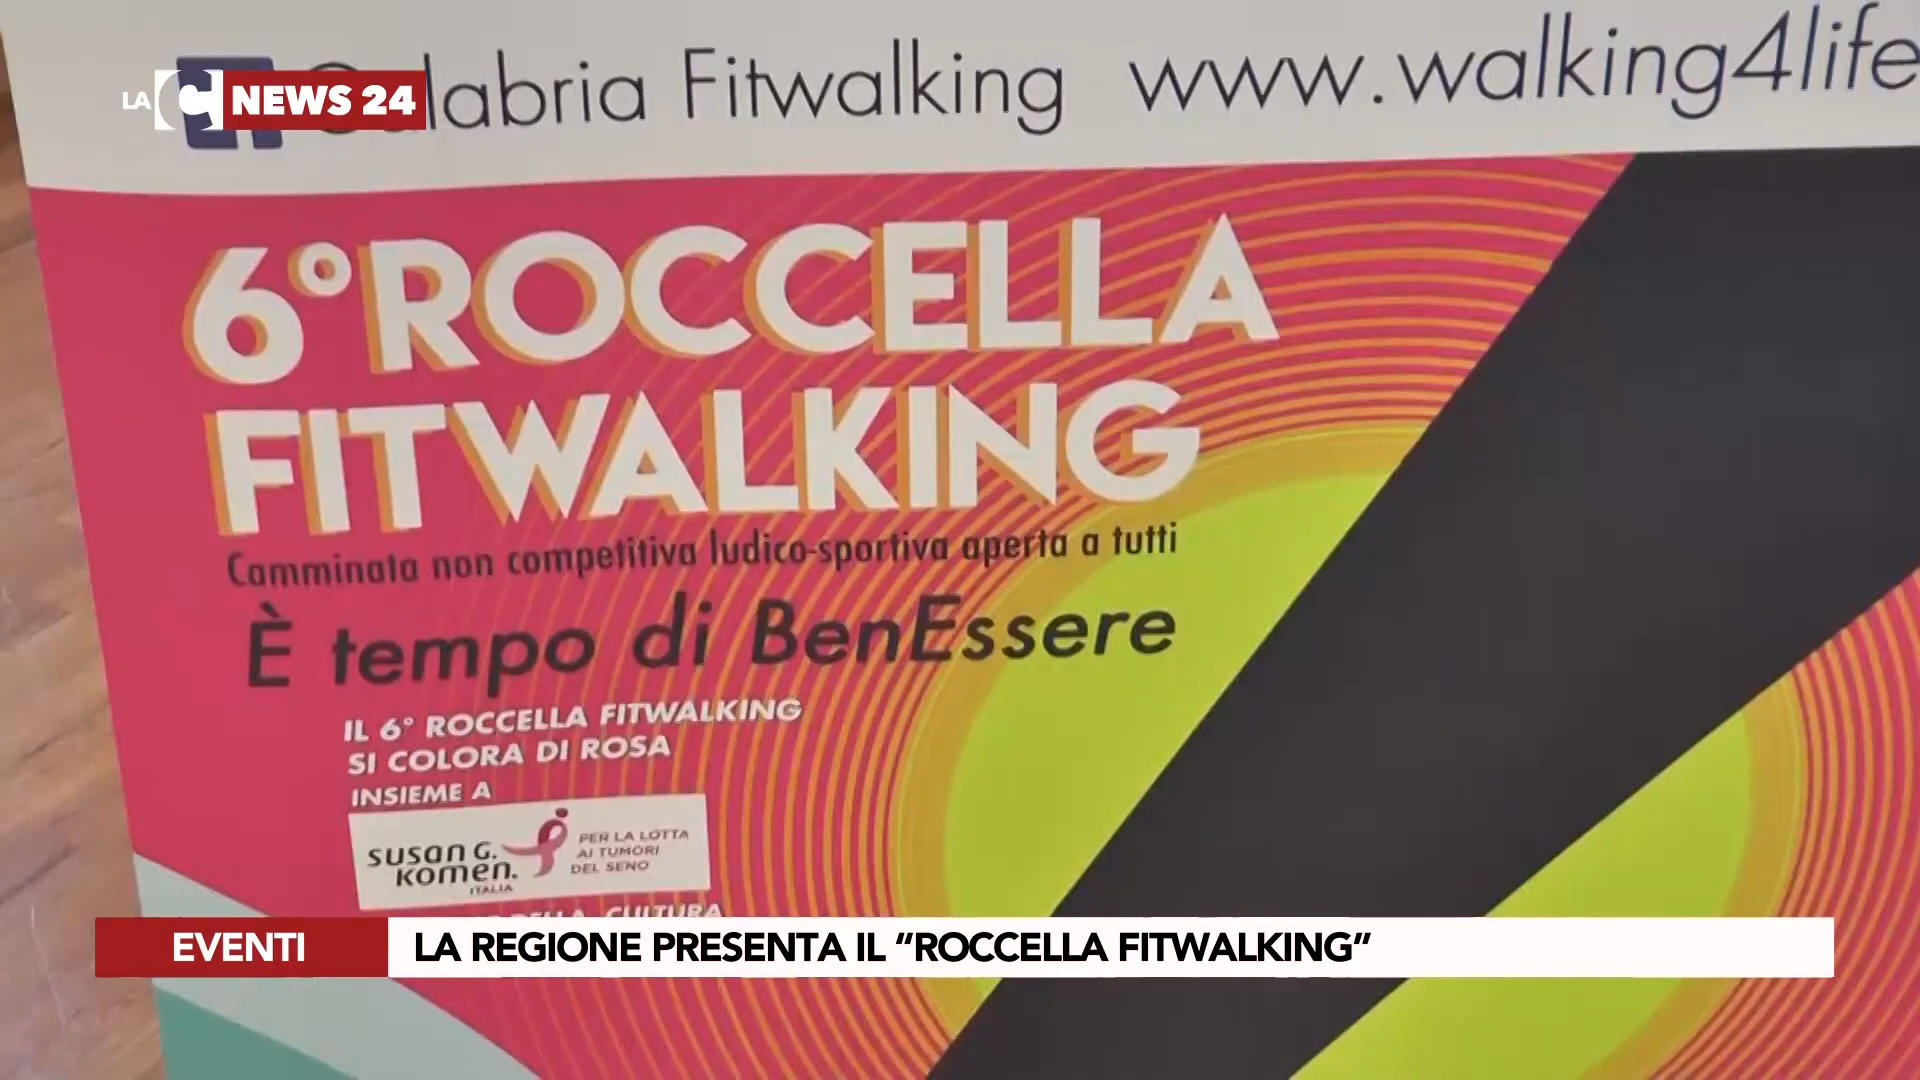 LA C NEWS 24
Calabria Fitwalking www.walking4life
6° ROCCELLA
FITWALKING
Camminata non competitiva ludico-sportiva aperta a tutti
È tempo di BenEssere
IL 6° ROCCELLA FITWALKING
SI COLORA DI ROSA
INSIEME A
susan G.
komen.
ITALIA
PER LA LOTTA
AI TUMORI
DEL SENO
DELLA CULTURA
EVENTI LA REGIONE PRESENTA IL “ROCCELLA FITWALKING”